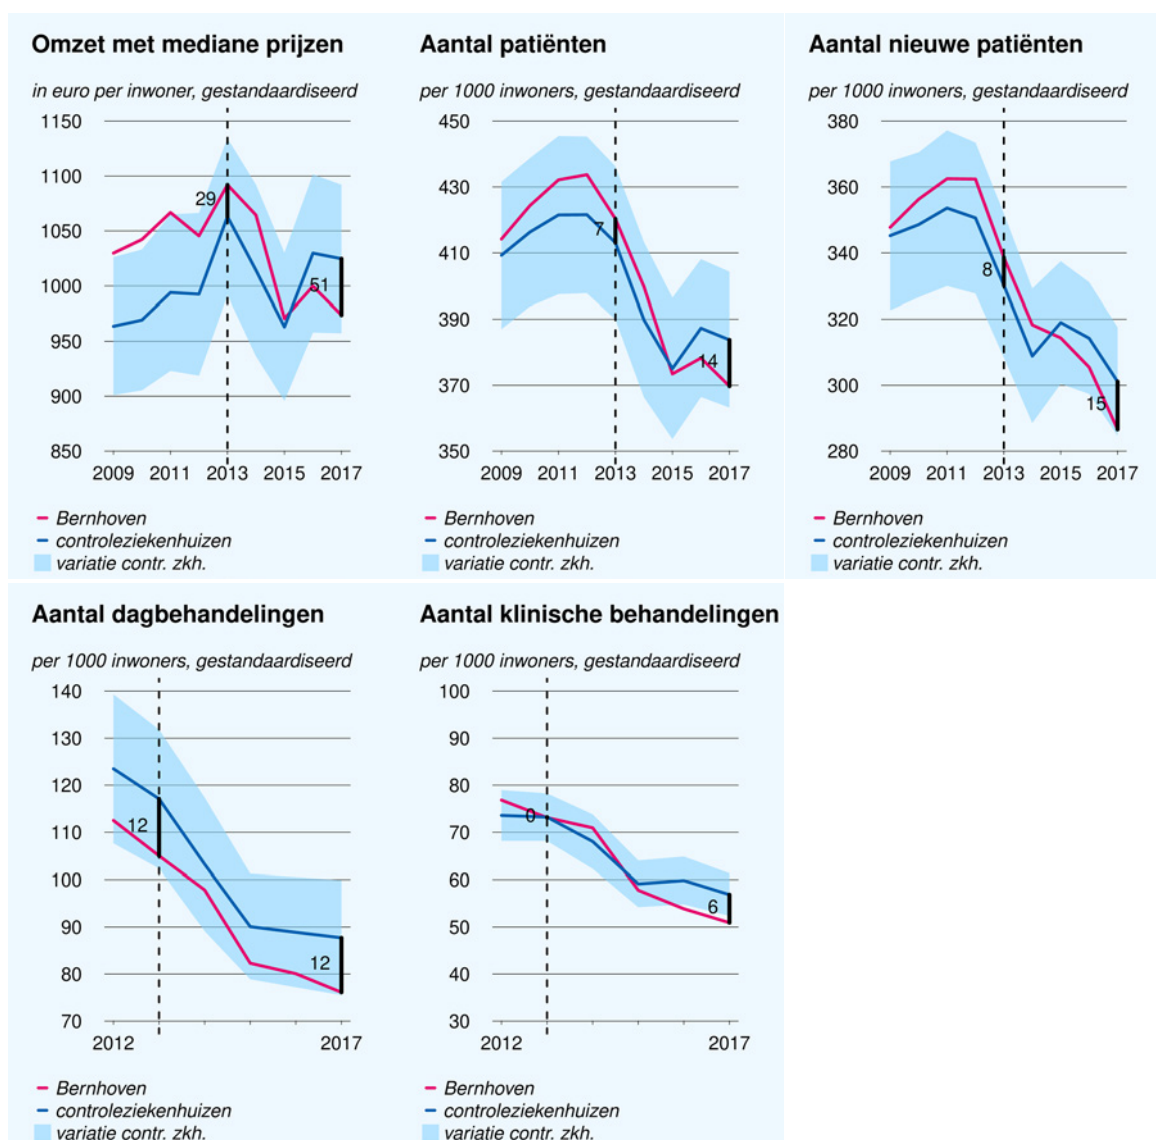 Omzet met mediane prijzen
in euro per inwoner, gestandaardiseerd
1150
1100
1050
1000
950
900
850
29
51
2009 2011 2013 2015 2017
Bernhoven
controleziekenhuizen
variatie contr. zkh.
Aantal patiënten
per 1000 inwoners, gestandaardiseerd
450
430
410
390
370
350
7
14
2009 2011 2013 2015 2017
Bernhoven
controleziekenhuizen
variatie contr. zkh.
Aantal nieuwe patiënten
per 1000 inwoners, gestandaardiseerd
380
360
340
320
300
280
8
15
2009 2011 2013 2015 2017
Bernhoven
controleziekenhuizen
variatie contr. zkh.
Aantal dagbehandelingen
per 1000 inwoners, gestandaardiseerd
140
130
120
110
100
90
80
70
12
12
2012 2017
Bernhoven
controleziekenhuizen
variatie contr. zkh.
Aantal klinische behandelingen
per 1000 inwoners, gestandaardiseerd
100
90
80
70
60
50
40
30
0
6
2012 2017
Bernhoven
controleziekenhuizen
variatie contr. zkh.